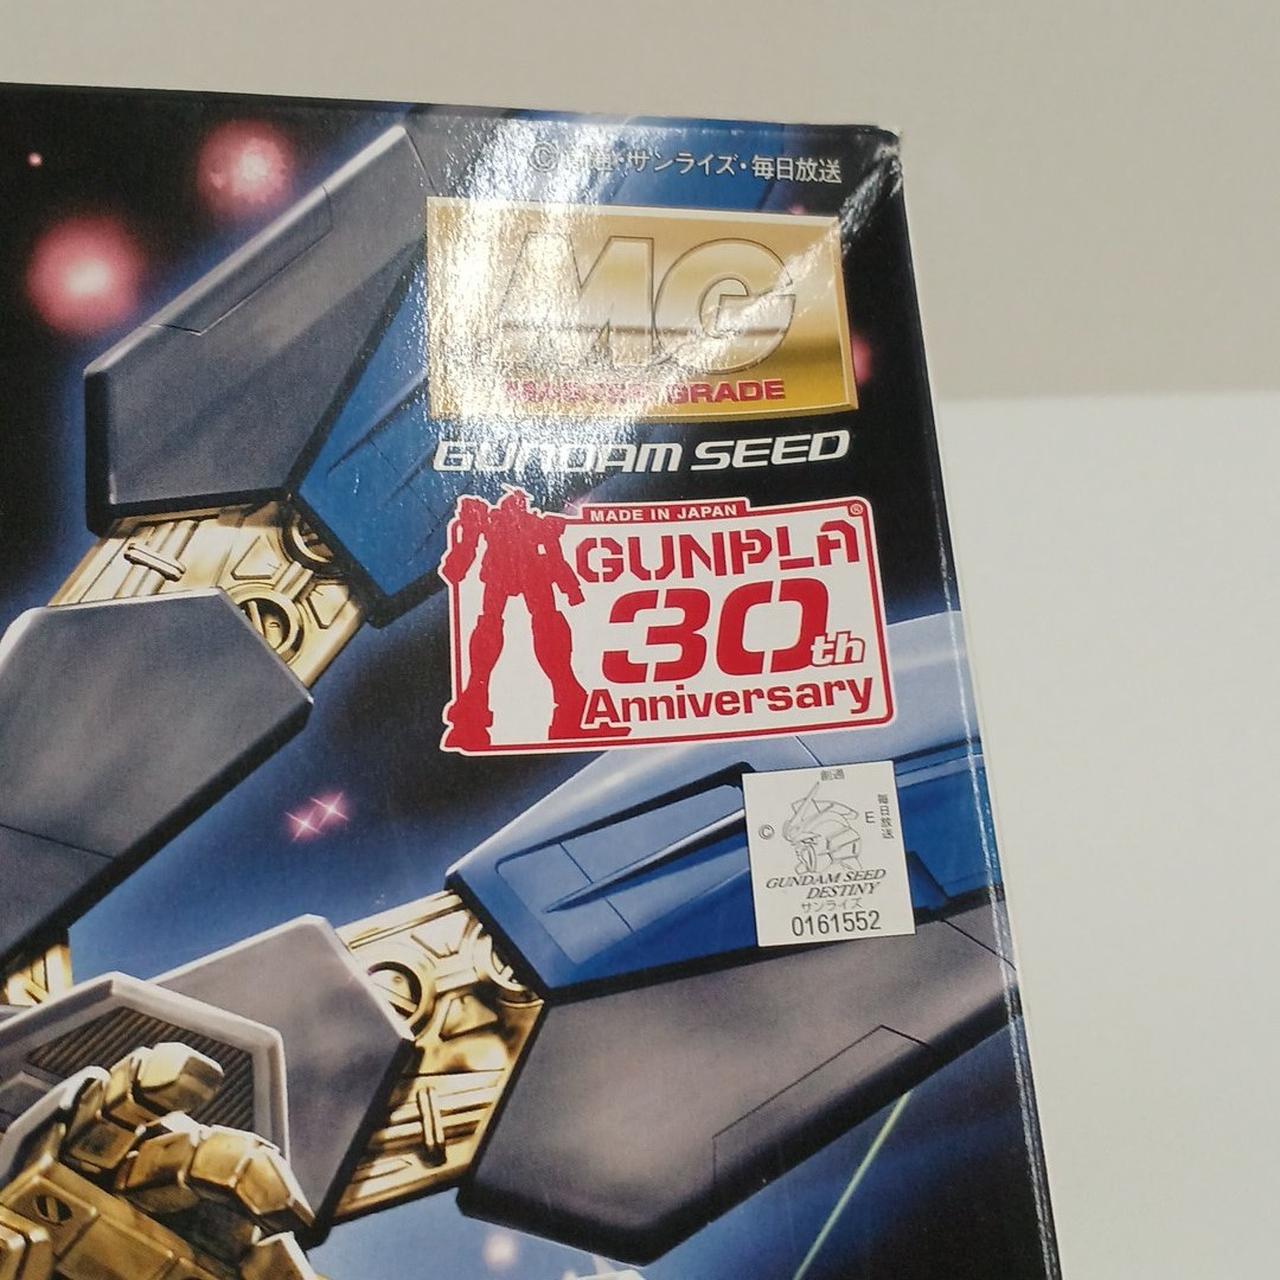 © 創通・サンライズ・毎日放送
MG
MASTER GRADE
GUNDAM SEED
MADE IN JAPAN
GUNPLA®
30th
Anniversary
創通
©
E
毎日放送
GUNDAM SEED
DESTINY
サンライズ
0161552